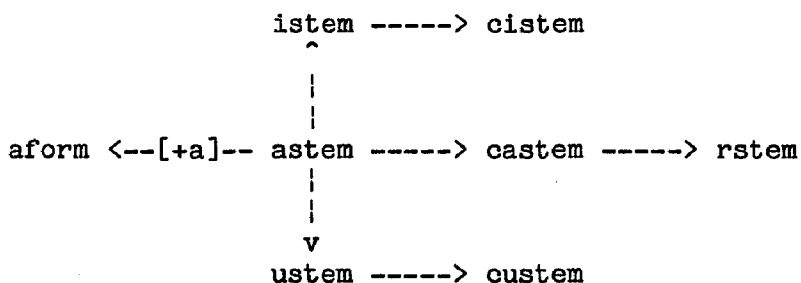 istem -----> cistem
^
|
|
|
aform <--[+a]-- astem -----> castem -----> rstem
|
|
|
v
ustem -----> custem